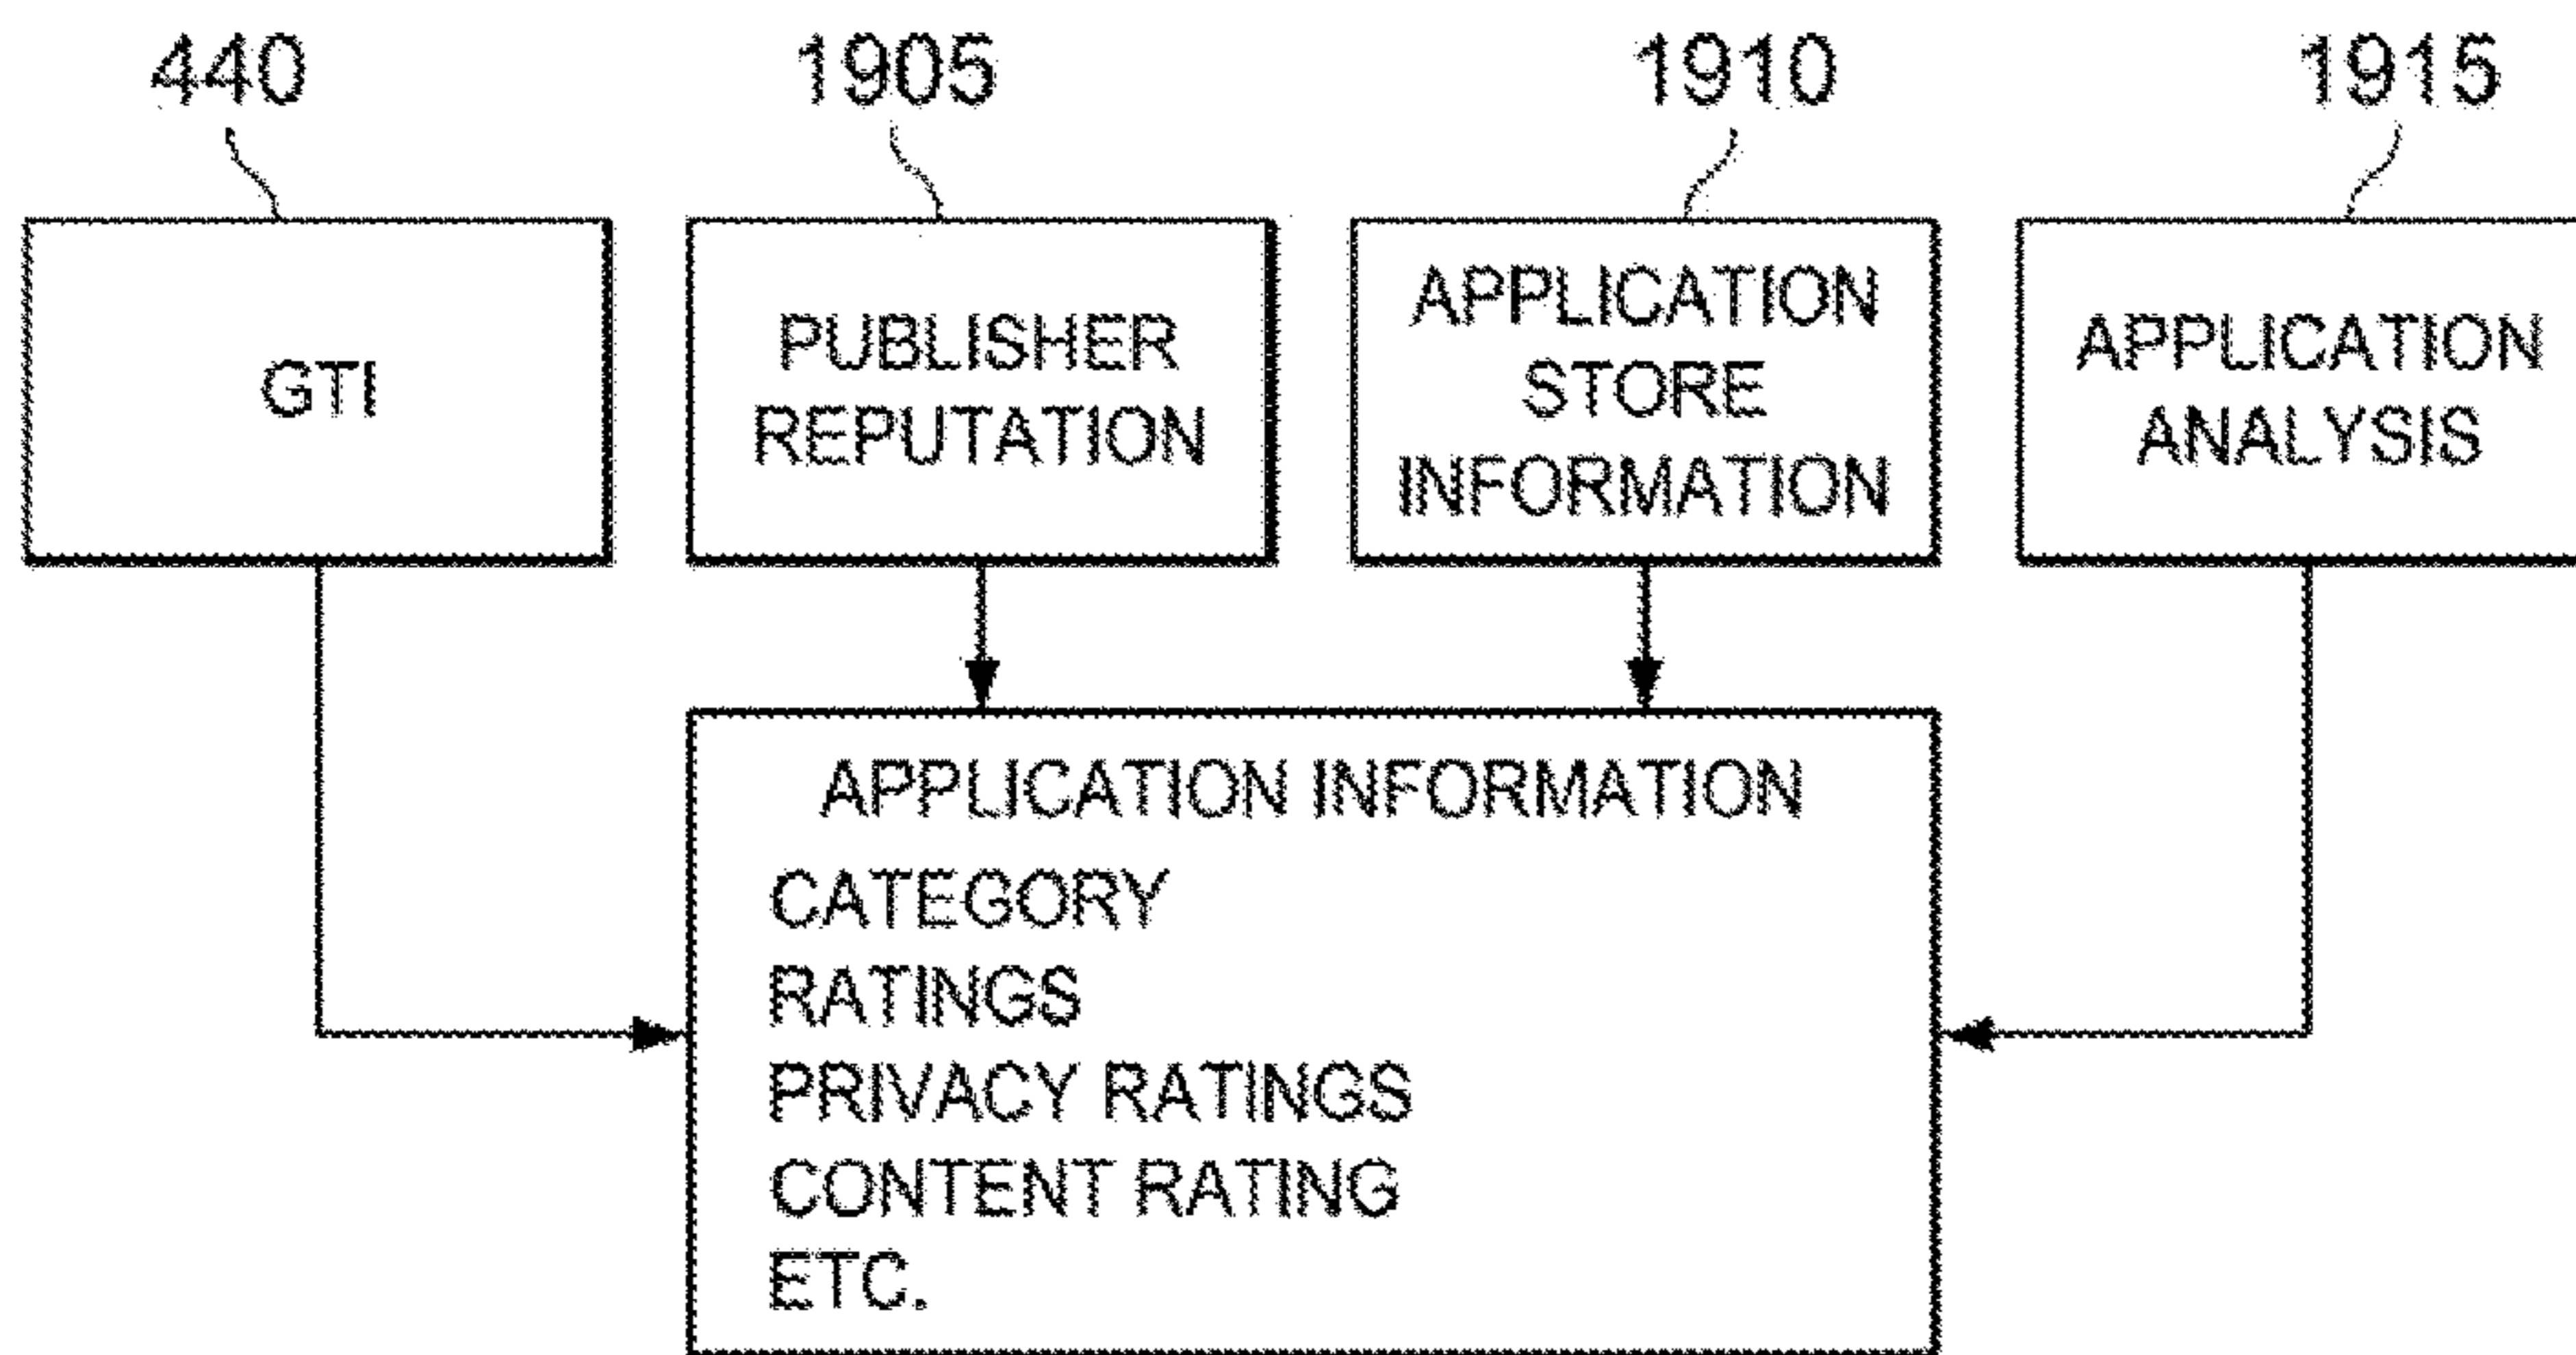 440
1905
1910
1915
GTI
PUBLISHER
REPUTATION
APPLICATION
STORE
INFORMATION
APPLICATION
ANALYSIS
APPLICATION INFORMATION
CATEGORY
RATINGS
PRIVACY RATINGS
CONTENT RATING
ETC.